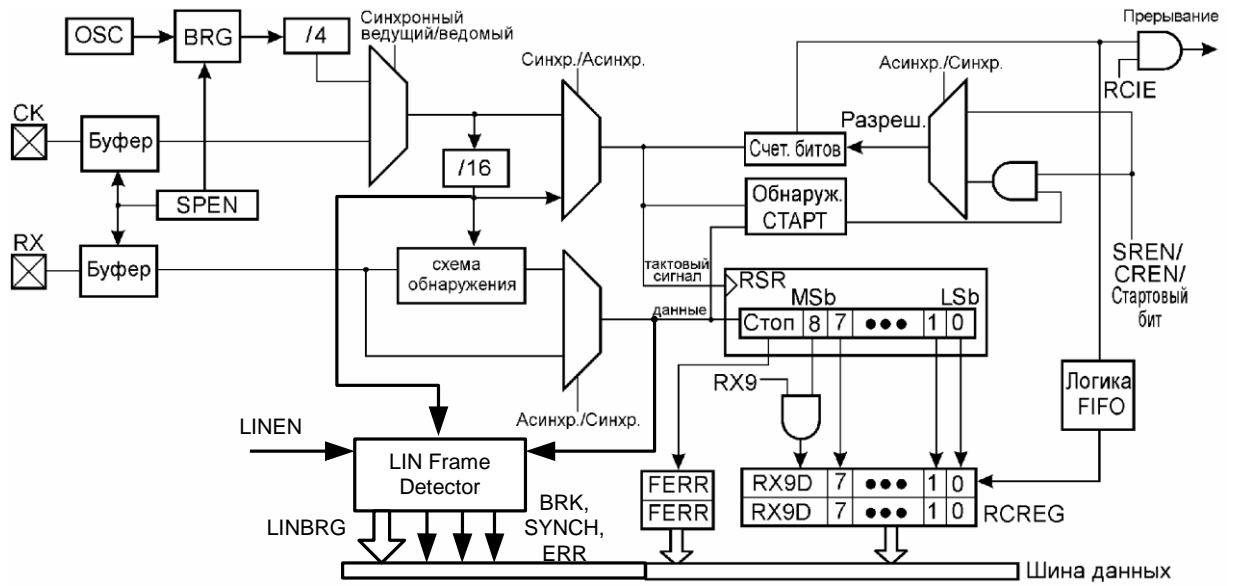 OSC
BRG
/4
Синхронный
ведущий/ведомый
Прерывание
RCIE
Синхр./Асинхр.
Асинхр./Синхр.
CK
Буфер
/16
Разреш.
Счет. битов
SPEN
Обнаруж.
СТАРТ
RX
Буфер
схема
обнаружения
тактовый
сигнал
данные
SREN/
CREN/
Стартовый
бит
RSR
MSb
LSb
Стоп 8 7 ●●● 1 0
RX9
Логика
FIFO
Асинхр./Синхр.
LINEN
LIN Frame
Detector
LINBRG
BRK,
SYNCH,
ERR
FERR
FERR
RX9D 7 ●●● 1 0
RX9D 7 ●●● 1 0
RCREG
Шина данных